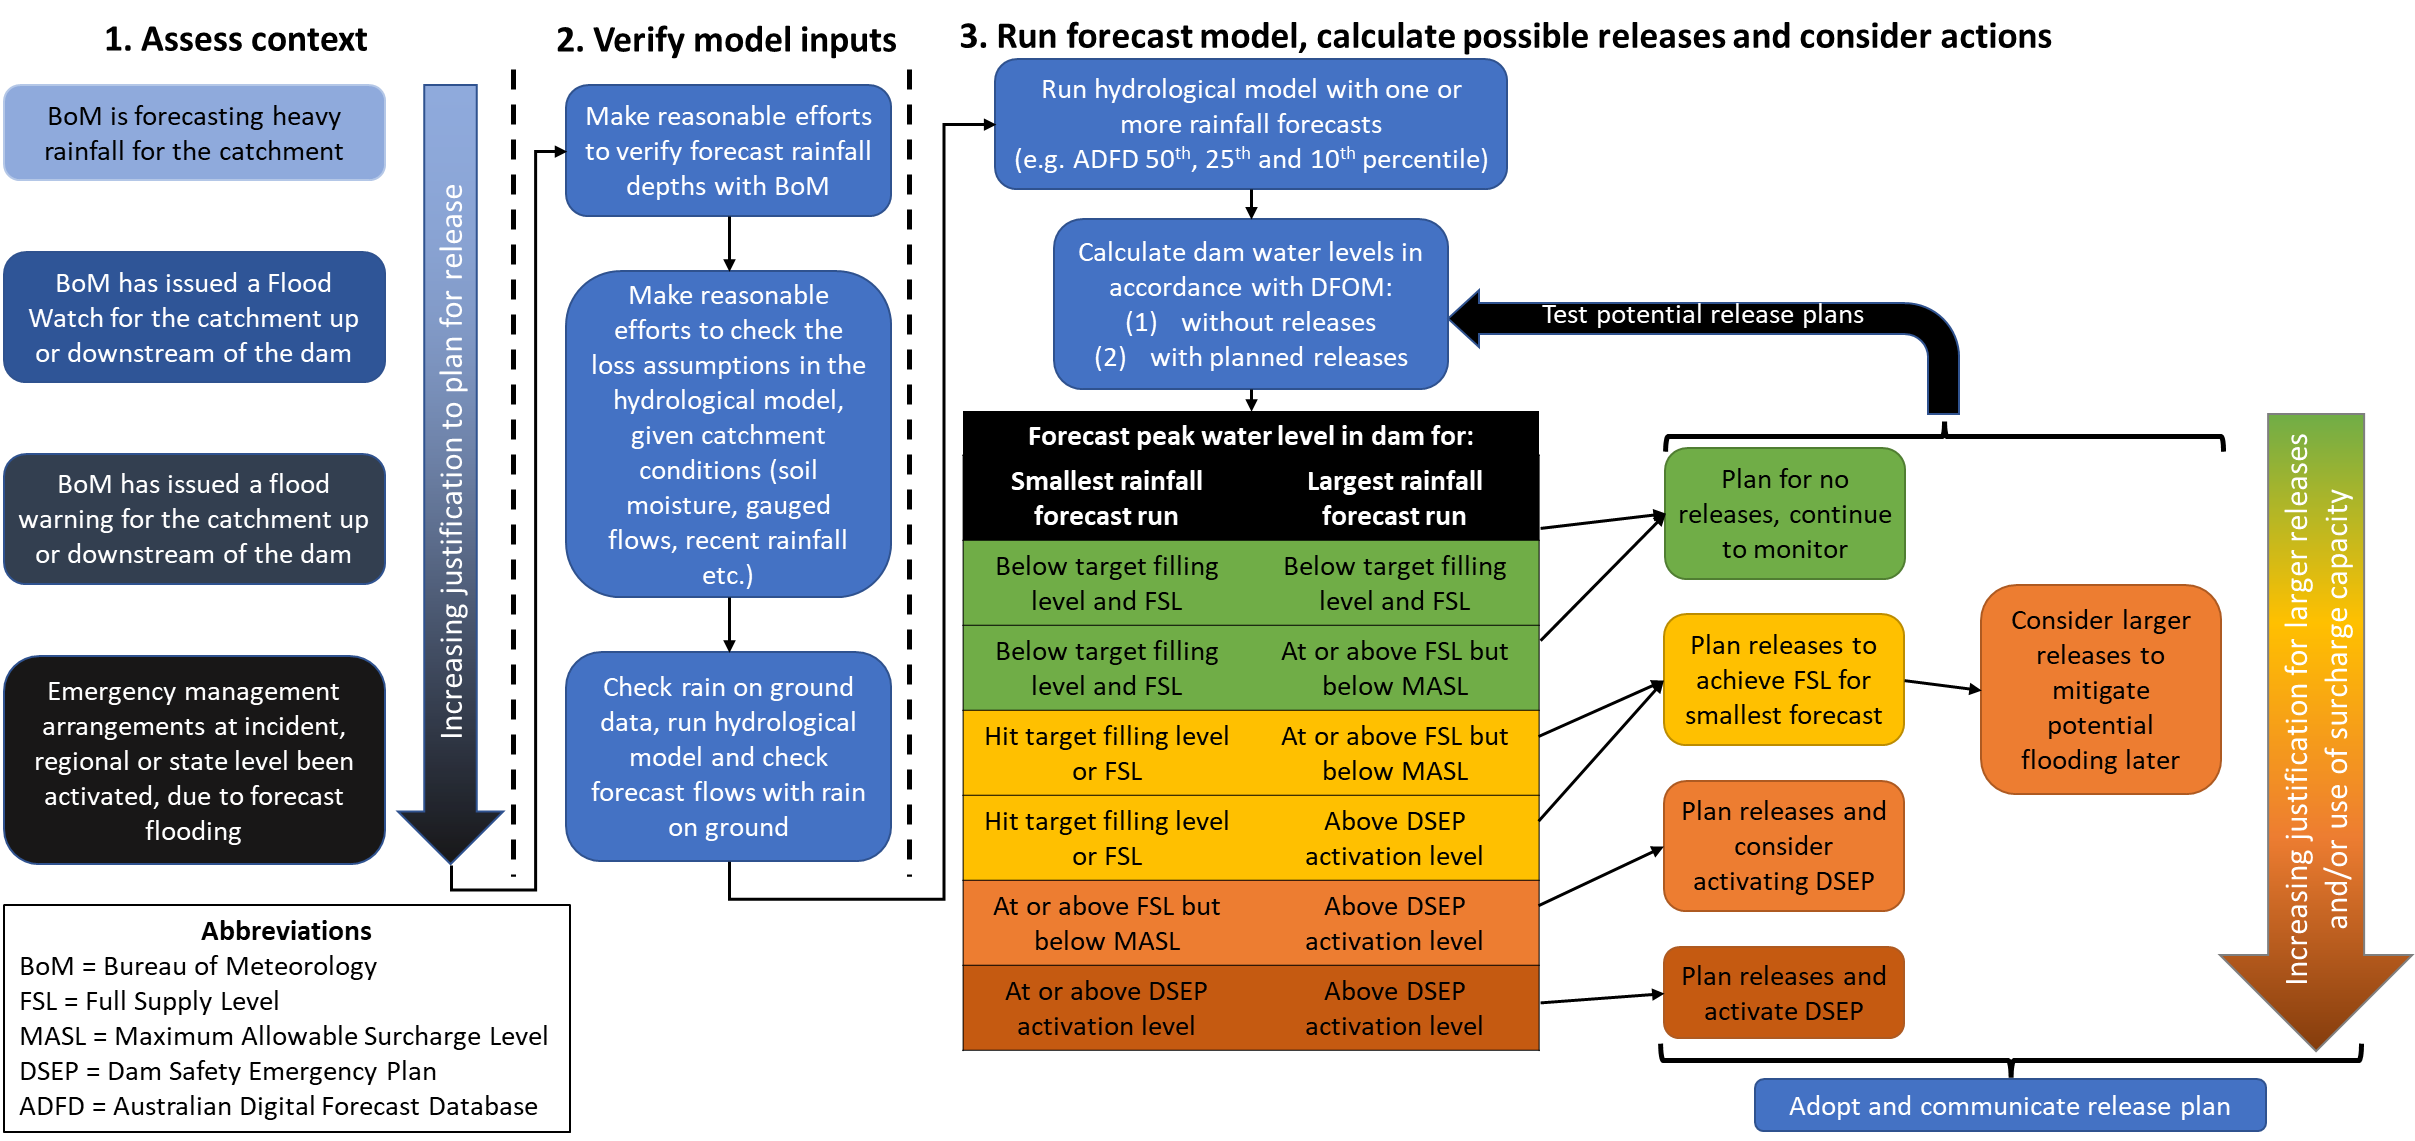 1. Assess context
BoM is forecasting heavy
rainfall for the catchment
BoM has issued a Flood
Watch for the catchment up
or downstream of the dam
BoM has issued a flood
warning for the catchment up
or downstream of the dam
Emergency management
arrangements at incident,
regional or state level been
activated, due to forecast
flooding
Increasing justification to plan for release
Abbreviations
BoM = Bureau of Meteorology
FSL = Full Supply Level
MASL = Maximum Allowable Surcharge Level
DSEP = Dam Safety Emergency Plan
ADFD = Australian Digital Forecast Database
2. Verify model inputs
Make reasonable efforts
to verify forecast rainfall
depths with BoM
Make reasonable
efforts to check the
loss assumptions in the
hydrological model,
given catchment
conditions (soil
moisture, gauged
flows, recent rainfall
etc.)
Check rain on ground
data, run hydrological
model and check
forecast flows with rain
on ground
3. Run forecast model, calculate possible releases and consider actions
Run hydrological model with one or
more rainfall forecasts
(e.g. ADFD 50th, 25th and 10th percentile)
Calculate dam water levels in
accordance with DFOM:
(1) without releases
(2) with planned releases
Test potential release plans
Forecast peak water level in dam for:
Smallest rainfall
forecast run
Largest rainfall
forecast run
Below target filling
level and FSL
Below target filling
level and FSL
Below target filling
level and FSL
At or above FSL but
below MASL
Hit target filling level
or FSL
At or above FSL but
below MASL
Hit target filling level
or FSL
Above DSEP
activation level
At or above FSL but
below MASL
Above DSEP
activation level
At or above DSEP
activation level
Above DSEP
activation level
Plan for no
releases, continue
to monitor
Plan releases to
achieve FSL for
smallest forecast
Consider larger
releases to
mitigate
potential
flooding later
Plan releases and
consider
activating DSEP
Plan releases and
activate DSEP
Increasing justification for larger releases
and/or use of surcharge capacity
Adopt and communicate release plan